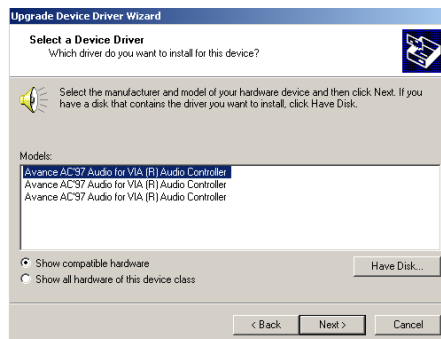 Upgrade Device Driver Wizard
Select a Device Driver
Which driver do you want to install for this device?
Select the manufacturer and model of your hardware device and then click Next. If you
have a disk that contains the driver you want to install, click Have Disk.
Models:
Avance AC'97 Audio for VIA (R) Audio Controller
Avance AC'97 Audio for VIA (R) Audio Controller
Avance AC'97 Audio for VIA (R) Audio Controller
Show compatible hardware
Have Disk...
Show all hardware of this device class
< Back
Next >
Cancel